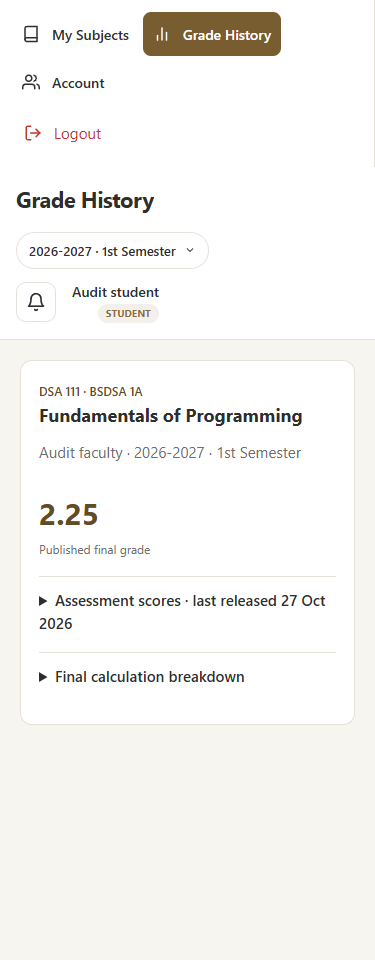 My Subjects
Grade History
Account
Logout
Grade History
2026-2027 · 1st Semester
Audit student
STUDENT
DSA 111 · BSDSA 1A
Fundamentals of Programming
Audit faculty · 2026-2027 · 1st Semester
2.25
Published final grade
Assessment scores · last released 27 Oct
2026
Final calculation breakdown